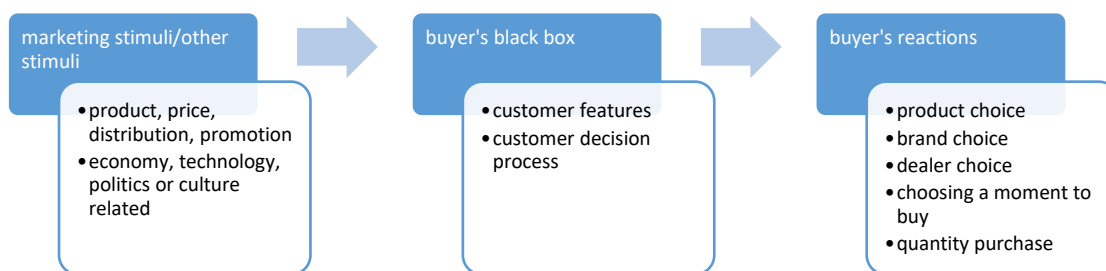 marketing stimuli/other
stimuli
•product, price,
distribution, promotion
•economy, technology,
politics or culture
related
buyer's black box
•customer features
•customer decision
process
buyer's reactions
•product choice
•brand choice
•dealer choice
•choosing a moment to
buy
•quantity purchase